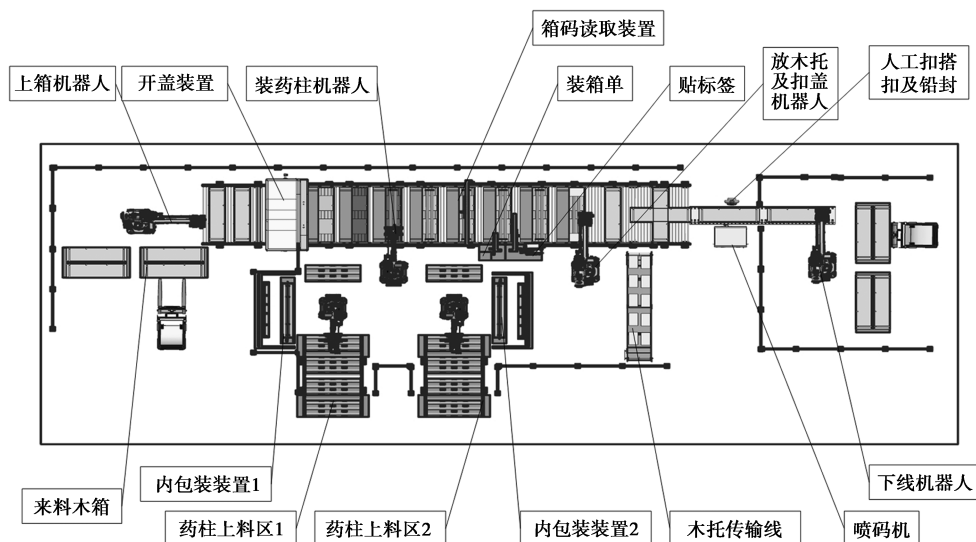 箱码读取装置
上箱机器人
开盖装置
装药柱机器人
装箱单
贴标签
放木托
及扣盖
机器人
人工扣搭
扣及铅封
来料木箱
内包装装置1
药柱上料区1
药柱上料区2
内包装装置2
木托传输线
喷码机
下线机器人